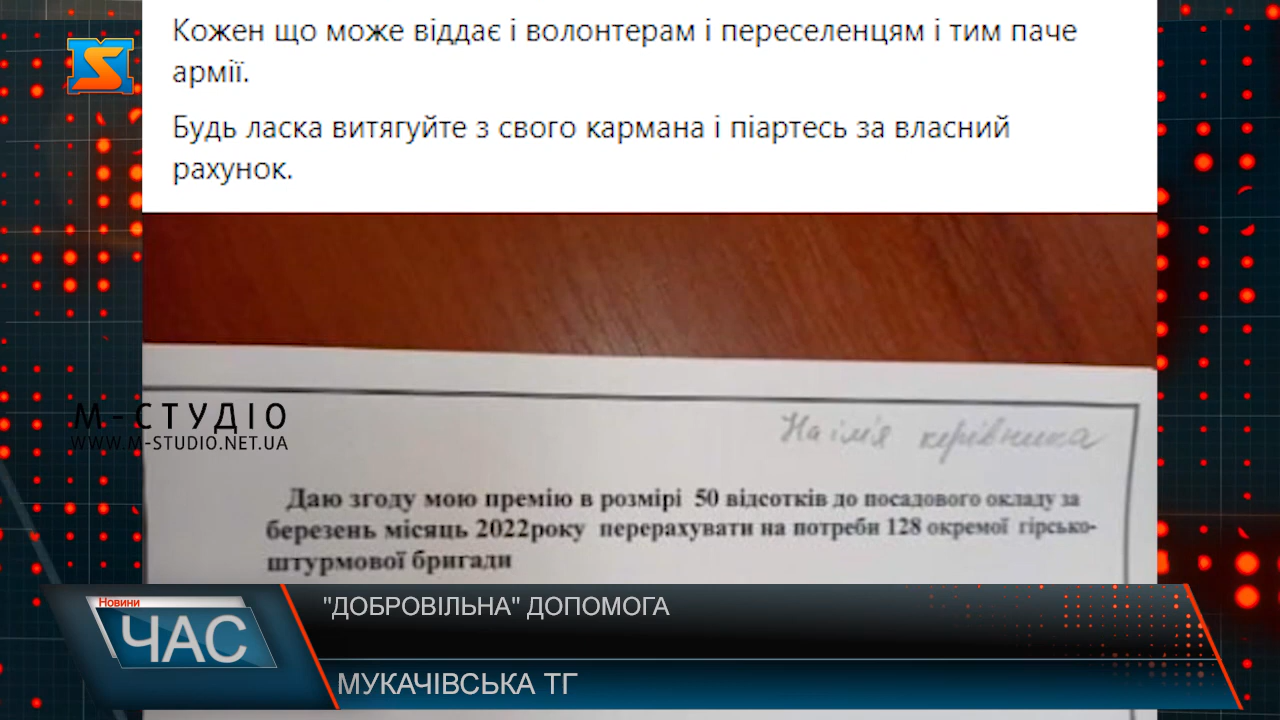 Кожен що може віддає і волонтерам і переселенцям і тим паче
армії.
Будь ласка витягуйте з свого кармана і піартесь за власний
рахунок.
М-СТУДІО
WWW.M-STUDIO.NET.UA
На ім'я керівника
Даю згоду мою премію в розмірі 50 відсотків до посадового окладу за
березень місяць 2022року перерахувати на потреби 128 окремої гірсько-
штурмової бригади
Новини
ЧАС
"ДОБРОВІЛЬНА" ДОПОМОГА
МУКАЧІВСЬКА ТГ